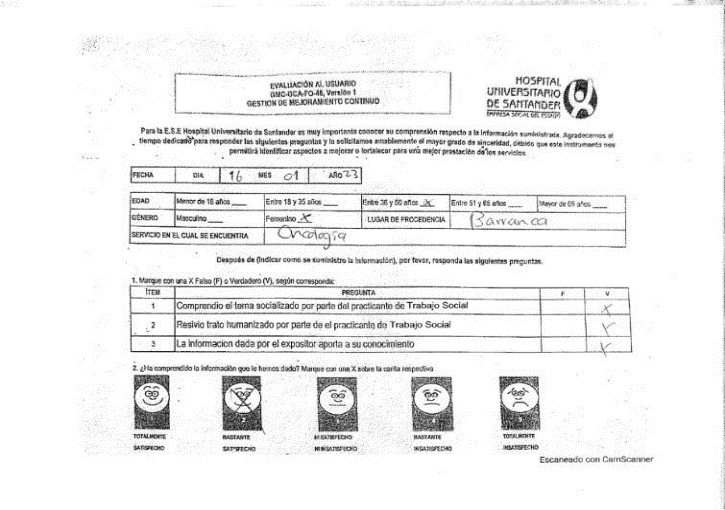 EVALUACIÓN AL USUARIO
GMC-GCA-FO-46, Versión 1
GESTION DE MEJORAMIENTO CONTINUO
HOSPITAL
UNIVERSITARIO
DE SANTANDER
EMPRESA SOCIAL DEL ESTADO
Para la E.S.E Hospital Universitario de Santander es muy importante conocer su comprensión respecto a la información suministrada. Agradecemos el
tiempo dedicado para responder las siguientes preguntas y le solicitamos amablemente el mayor grado de sinceridad, debido que este instrumento nos
permitirá identificar aspectos a mejorar o fortalecer para una mejor prestación de los servicios.
FECHA DIA 16 MES 01 AÑO 23
EDAD Menor de 18 años ____ Entre 18 y 35 años ____ Entre 36 y 50 años X Entre 51 y 65 años ____ Mayor de 65 años ____
GÉNERO Masculino ____ Femenino X LUGAR DE PROCEDENCIA Barranca
SERVICIO EN EL CUAL SE ENCUENTRA Oncología
Después de (Indicar como se suministro la información), por favor, responda las siguientes preguntas.
1. Marque con una X Falso (F) o Verdadero (V), según corresponda:
ÍTEM PREGUNTA F V
1 Comprendio el tema socializado por parte del practicante de Trabajo Social X
2 Resivio trato humanizado por parte de el practicante de Trabajo Social X
3 La informacion dada por el expositor aporta a su conocimiento X
2. ¿Ha comprendido la información que le hemos dado? Marque con una X sobre la carita respectiva
TOTALMENTE BASTANTE NI SATISFECHO BASTANTE TOTALMENTE
SATISFECHO SATISFECHO NI INSATISFECHO INSATISFECHO INSATISFECHO
Escaneado con CamScanner